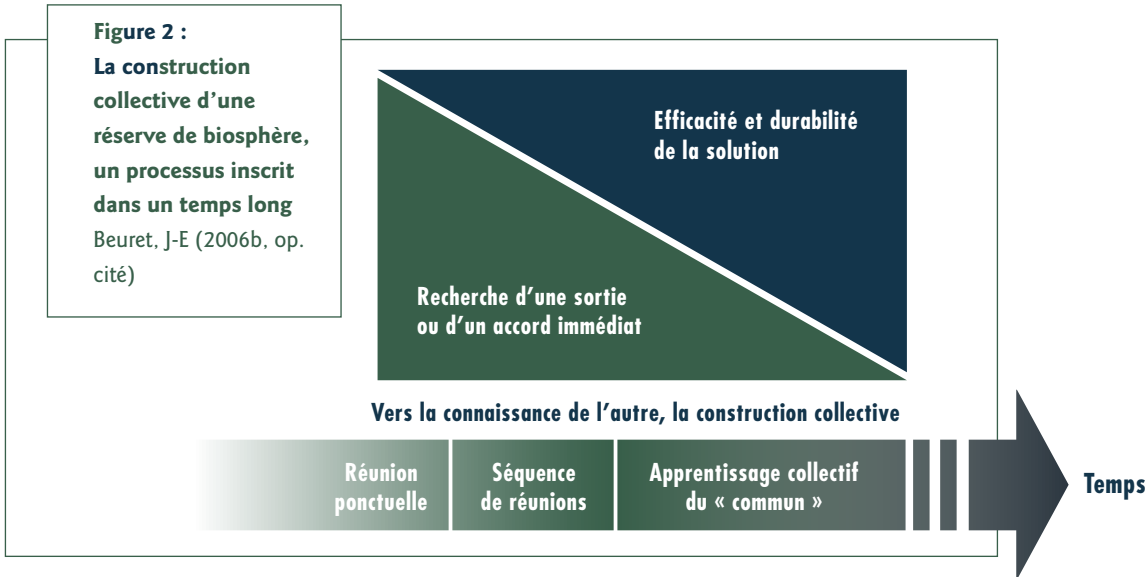 Figure 2 :
La construction
collective d’une
réserve de biosphère,
un processus inscrit
dans un temps long
Beuret, J-E (2006b, op.
cité)
Efficacité et durabilité
de la solution
Recherche d’une sortie
ou d’un accord immédiat
Vers la connaissance de l’autre, la construction collective
Réunion
ponctuelle
Séquence
de réunions
Apprentissage collectif
du « commun »
Temps